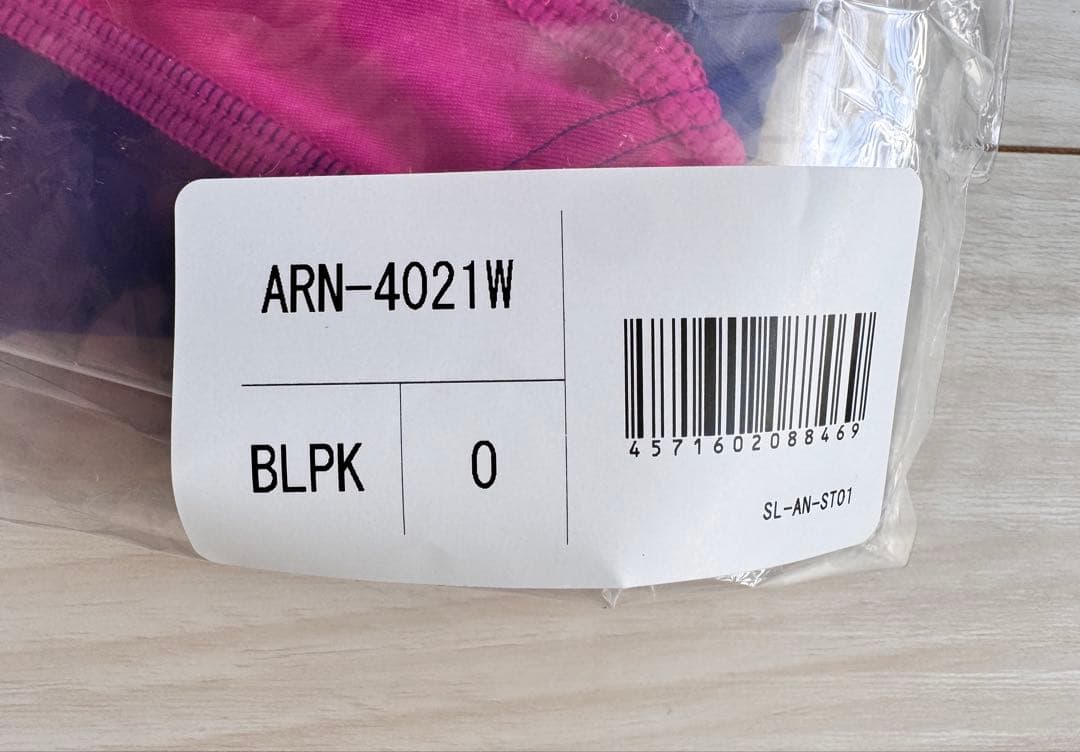 ARN-4021W
BLPK
0
4571602088469
SL-AN-ST01